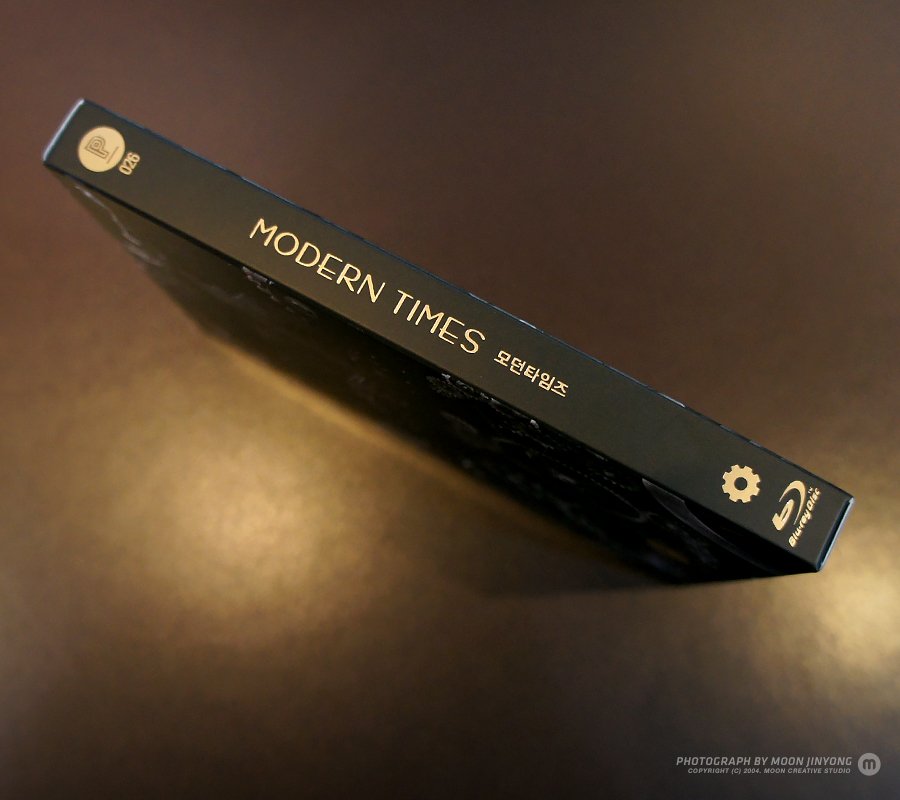 P
026
MODERN TIMES 모던타임즈
Blu-ray Disc
PHOTOGRAPH BY MOON JINYONG
COPYRIGHT (C) 2004. MOON CREATIVE STUDIO
m